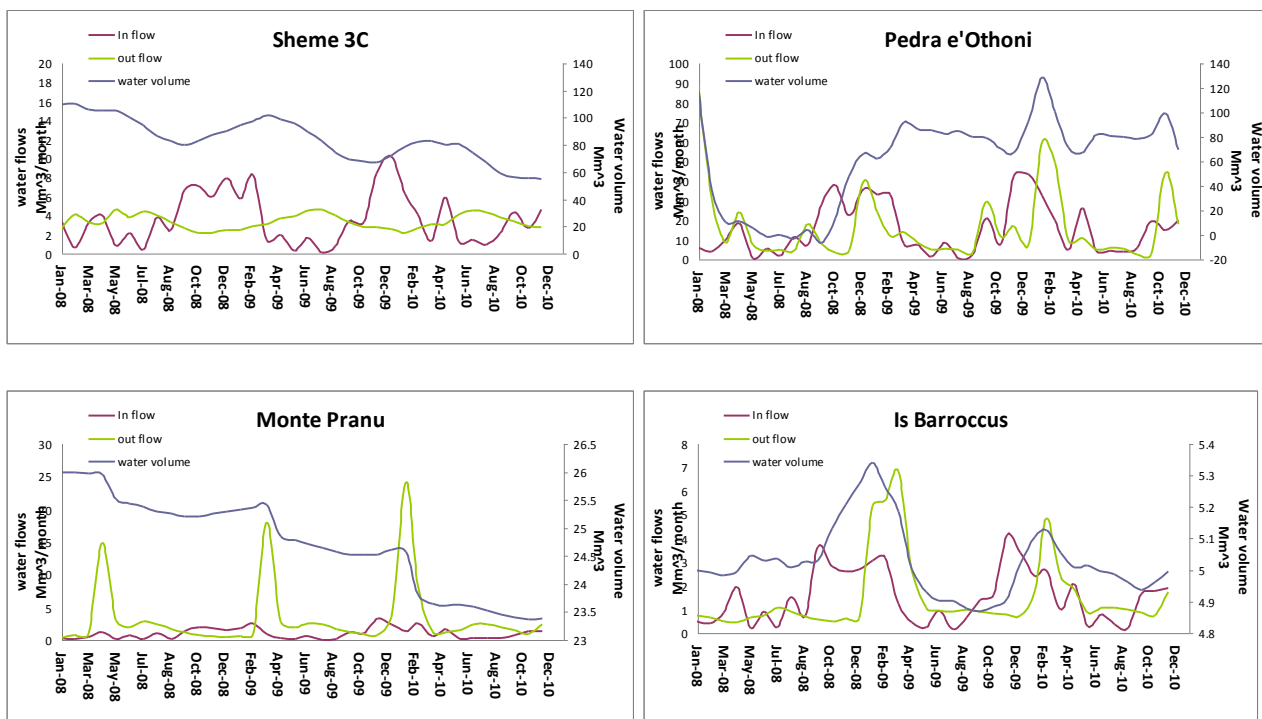 Sheme 3C
In flow
out flow
water volume
water flows
Mm^3/month
20
18
16
14
12
10
8
6
4
2
0
140
120
100
80
60
40
20
0
Water volume
Mm^3
Jan-08
Mar-08
May-08
Jul-08
Aug-08
Oct-08
Dec-08
Feb-09
Apr-09
Jun-09
Aug-09
Oct-09
Dec-09
Feb-10
Apr-10
Jun-10
Aug-10
Oct-10
Dec-10
Pedra e'Othoni
In flow
out flow
water volume
water flows
Mm^3/month
100
90
80
70
60
50
40
30
20
10
0
140
120
100
80
60
40
20
0
-20
Water volume
Mm^3
Jan-08
Mar-08
May-08
Jul-08
Aug-08
Oct-08
Dec-08
Feb-09
Apr-09
Jun-09
Aug-09
Oct-09
Dec-09
Feb-10
Apr-10
Jun-10
Aug-10
Oct-10
Dec-10
Monte Pranu
In flow
out flow
water volume
water flows
Mm^3/month
30
25
20
15
10
5
0
26.5
26
25.5
25
24.5
24
23.5
23
Water volume
Mm^3
Jan-08
Mar-08
May-08
Jul-08
Aug-08
Oct-08
Dec-08
Feb-09
Apr-09
Jun-09
Aug-09
Oct-09
Dec-09
Feb-10
Apr-10
Jun-10
Aug-10
Oct-10
Dec-10
Is Barroccus
In flow
out flow
water volume
water flows
Mm^3/month
8
7
6
5
4
3
2
1
0
5.4
5.3
5.2
5.1
5
4.9
4.8
Water volume
Mm^3
Jan-08
Mar-08
May-08
Jul-08
Aug-08
Oct-08
Dec-08
Feb-09
Apr-09
Jun-09
Aug-09
Oct-09
Dec-09
Feb-10
Apr-10
Jun-10
Aug-10
Oct-10
Dec-10